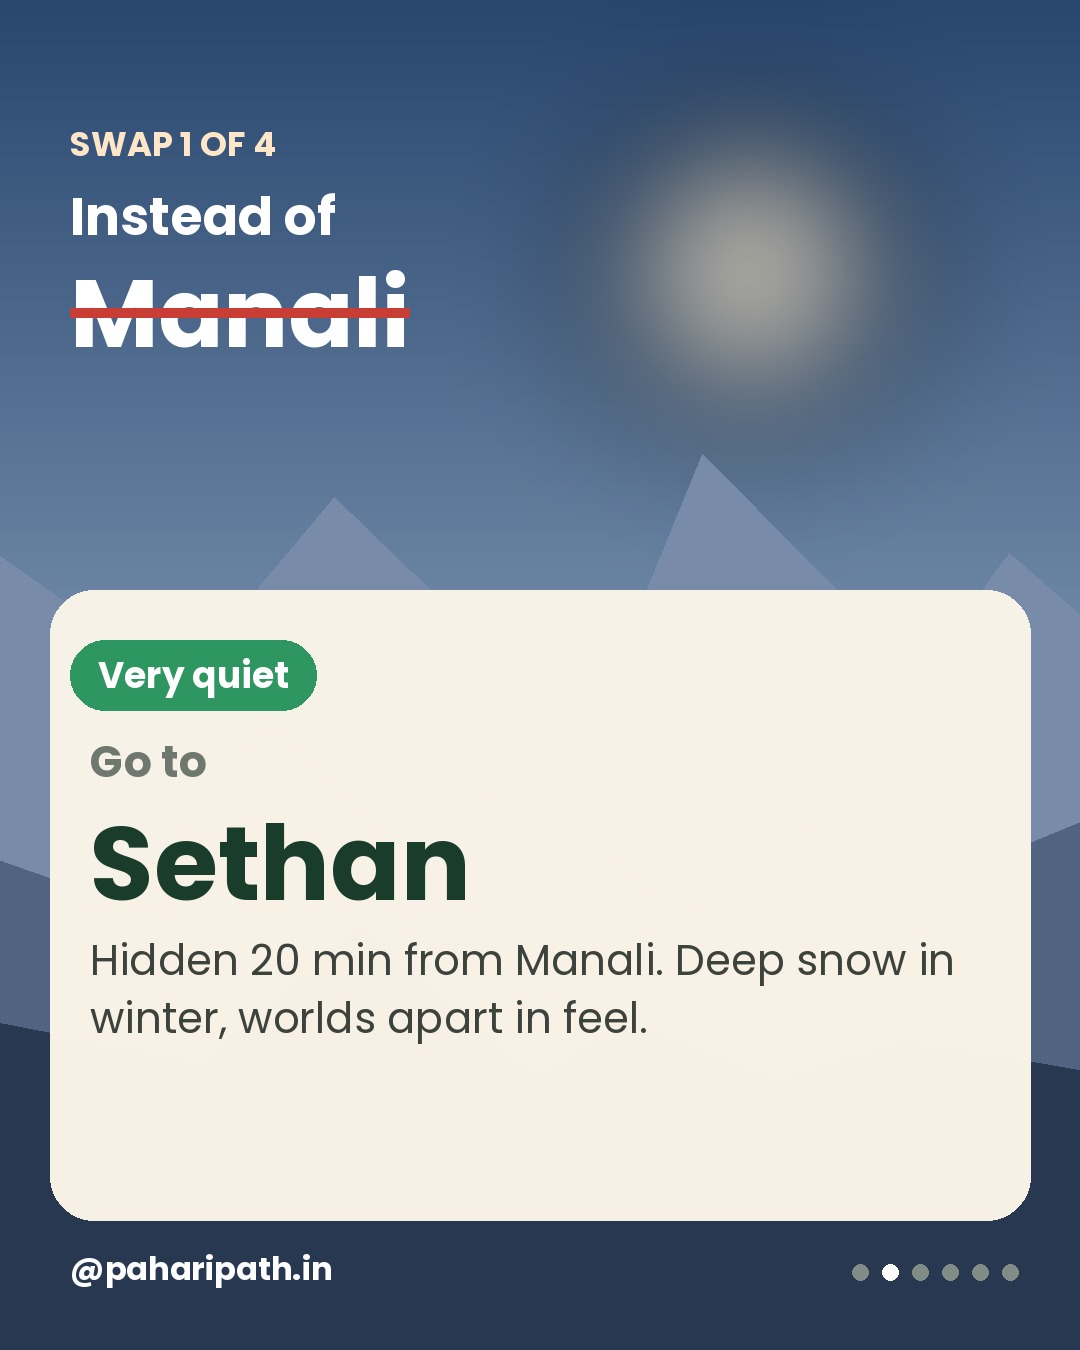 SWAP 1 OF 4
Instead of
Manali
Very quiet
Go to
Sethan
Hidden 20 min from Manali. Deep snow in
winter, worlds apart in feel.
@paharipath.in